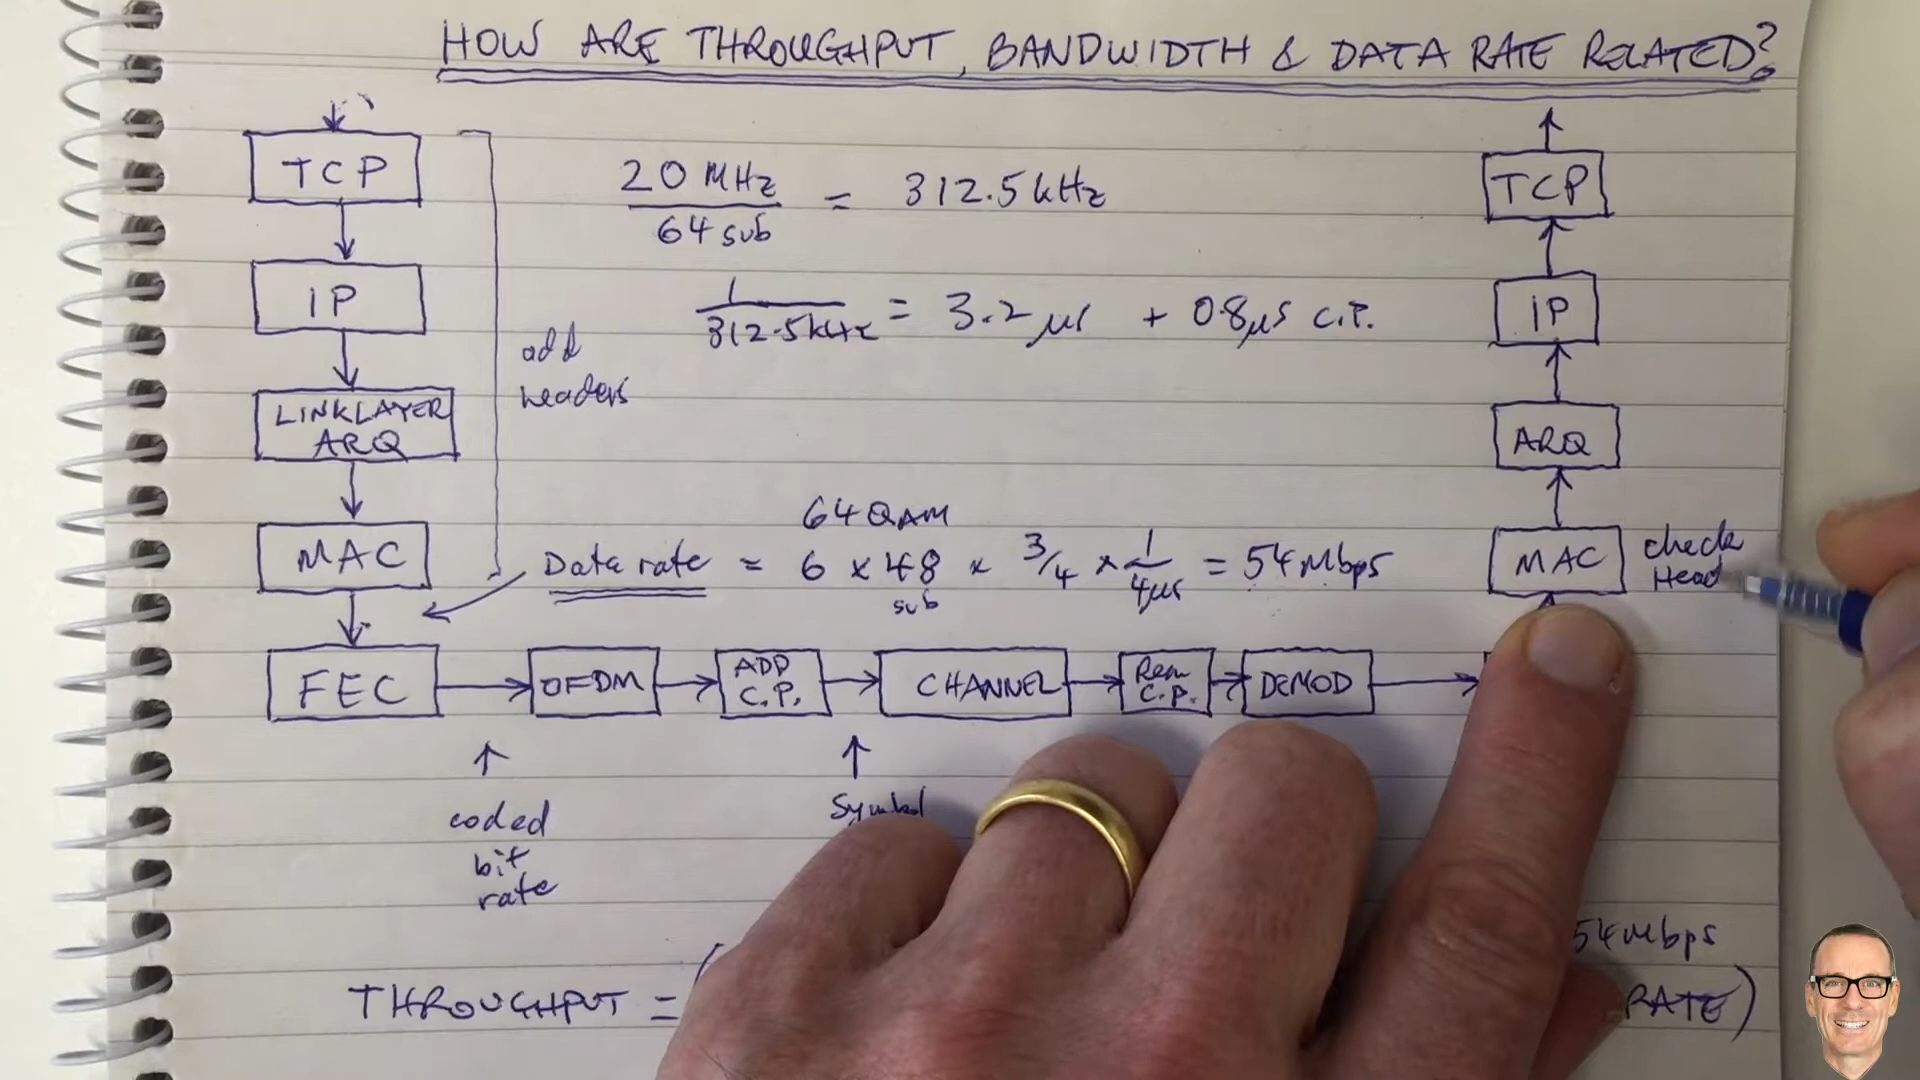 HOW ARE THROUGHPUT, BANDWIDTH & DATA RATE RELATED?
TCP
IP
LINKLAYER
ARQ
MAC
add
headers
20 MHz
64 sub
= 312.5 kHz
1
312.5 kHz
= 3.2 μs + 0.8 μs C.P.
64 QAM
Data rate = 6 x 48 x 3/4 x 1/4μs = 54 Mbps
sub
TCP
IP
ARQ
MAC
check
Head
FEC
OFDM
ADD
C.P.
CHANNEL
Rem
C.P.
DEMOD
coded
bit
rate
Symbol
54 Mbps
THROUGHPUT = (
RATE)